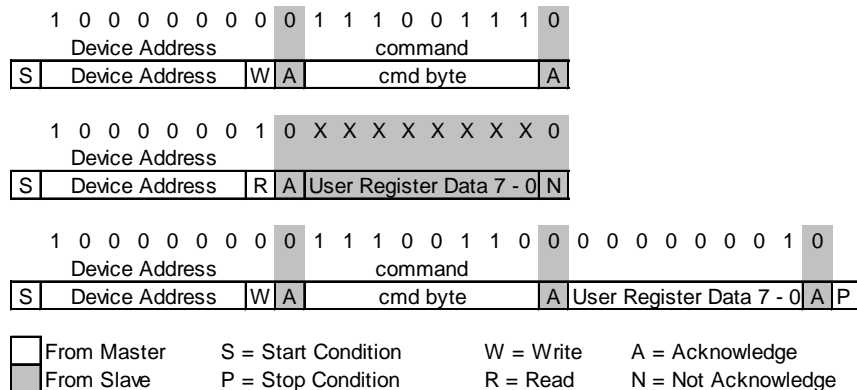 1 0 0 0 0 0 0 0 0 1 1 1 0 0 1 1 1 0
Device Address command
S Device Address W A cmd byte A
1 0 0 0 0 0 0 1 0 X X X X X X X X 0
Device Address
S Device Address R A User Register Data 7 - 0 N
1 0 0 0 0 0 0 0 0 1 1 1 0 0 1 1 0 0 0 0 0 0 0 0 0 1 0
Device Address command
S Device Address W A cmd byte A User Register Data 7 - 0 A P
From Master S = Start Condition W = Write A = Acknowledge
From Slave P = Stop Condition R = Read N = Not Acknowledge